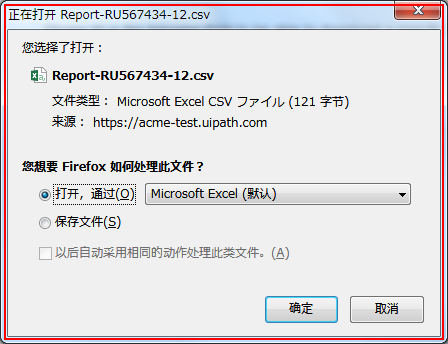 正在打开 Report-RU567434-12.csv
您选择了打开：
Report-RU567434-12.csv
文件类型： Microsoft Excel CSV ファイル (121 字节)
来源： https://acme-test.uipath.com
您想要 Firefox 如何处理此文件？
打开，通过(O) Microsoft Excel (默认)
保存文件(S)
以后自动采用相同的动作处理此类文件。(A)
确定 取消